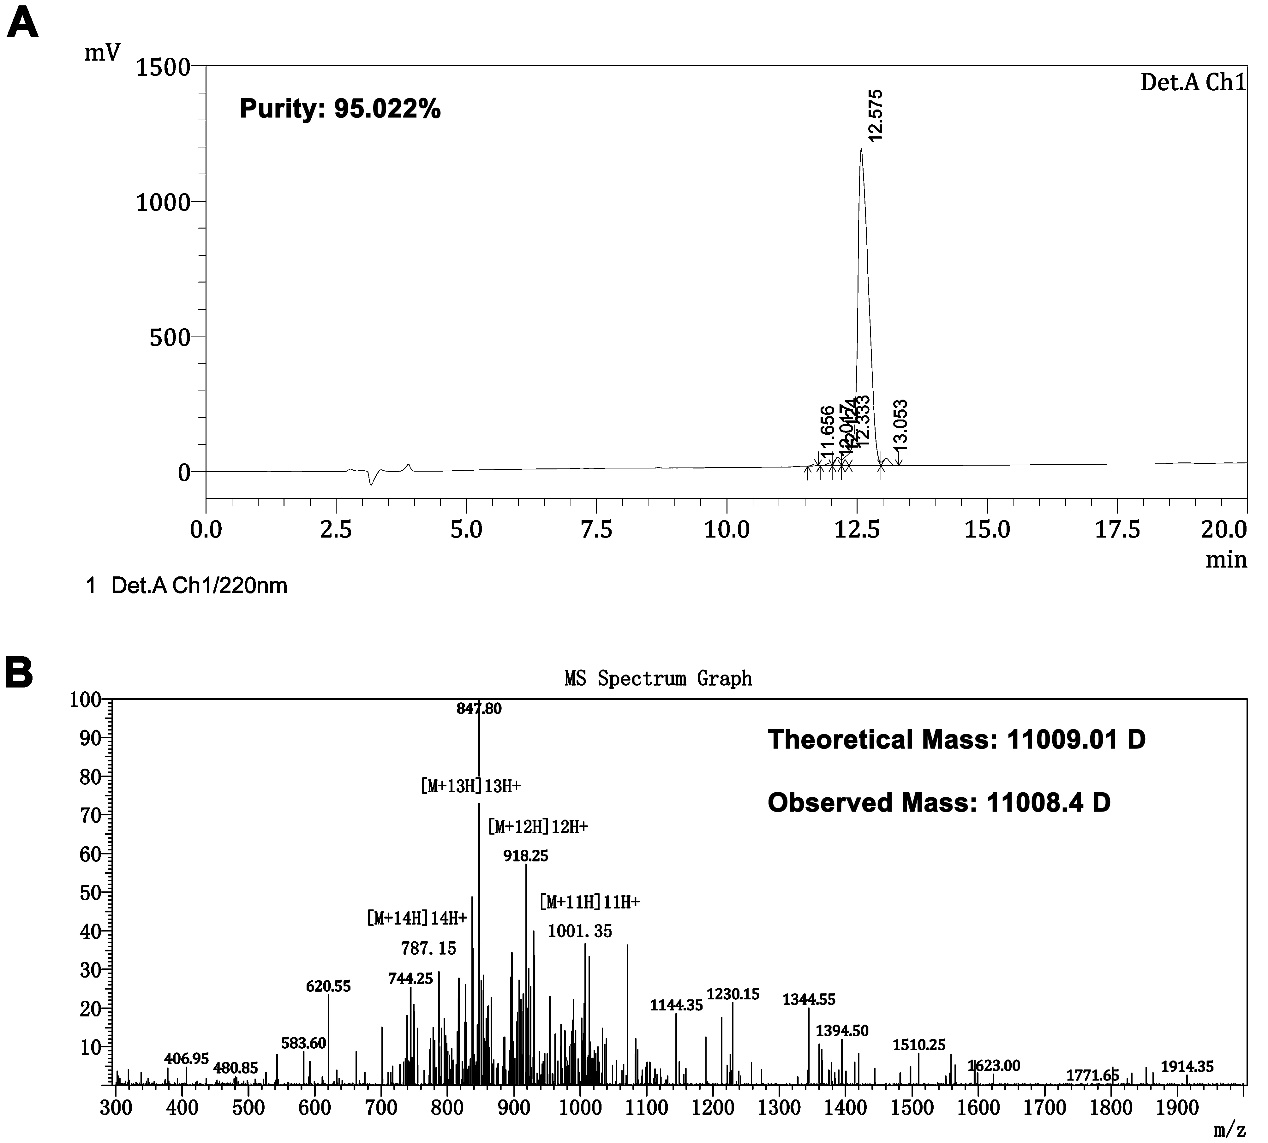 A
mV
1500
Det.A Ch1
Purity: 95.022%
12.575
1000
500
11.656
12.017
12.333
13.053
0
0.0 2.5 5.0 7.5 10.0 12.5 15.0 17.5 20.0
min
1 Det.A Ch1/220nm
B
MS Spectrum Graph
100
847.80
Theoretical Mass: 11009.01 D
90
80
[M+13H]13H+
Observed Mass: 11008.4 D
70
[M+12H]12H+
60
918.25
50
[M+11H]11H+
[M+14H]14H+
40
1001. 35
787. 15
30
744.25
620.55
1230.15
1344.55
20
1144.35
1394.50
583.60
10
1510.25
406.95
480.85
1623.00
1771.65
1914.35
300 400 500 600 700 800 900 1000 1100 1200 1300 1400 1500 1600 1700 1800 1900
m/z